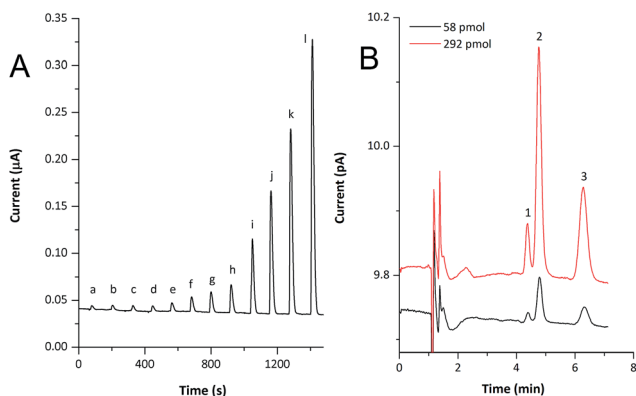 A
Current (µA)
0.35
0.30
0.25
0.20
0.15
0.10
0.05
0.00
a b c d e f g h i j k l
0 400 800 1200
Time (s)
B
58 pmol
292 pmol
Current (pA)
10.2
10.0
9.8
1 2 3
0 2 4 6 8
Time (min)